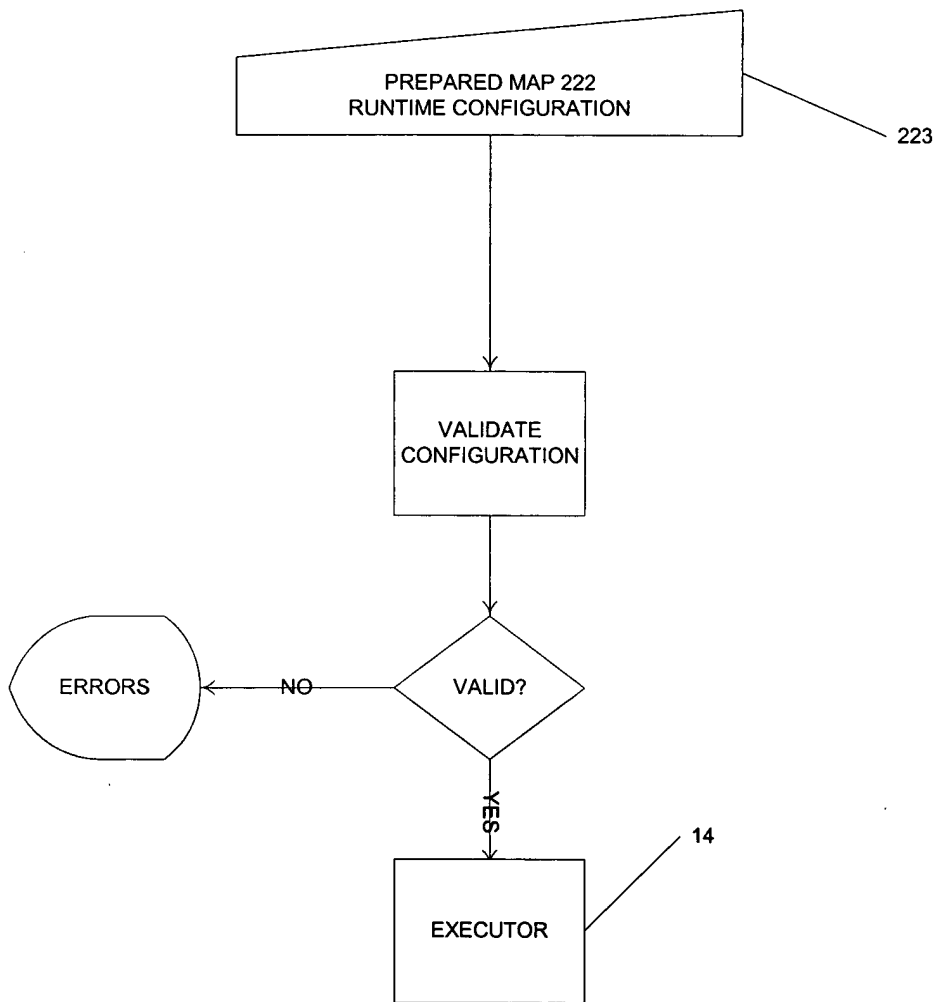 PREPARED MAP 222
RUNTIME CONFIGURATION
223
VALIDATE
CONFIGURATION
ERRORS
NO
VALID?
YES
14
EXECUTOR